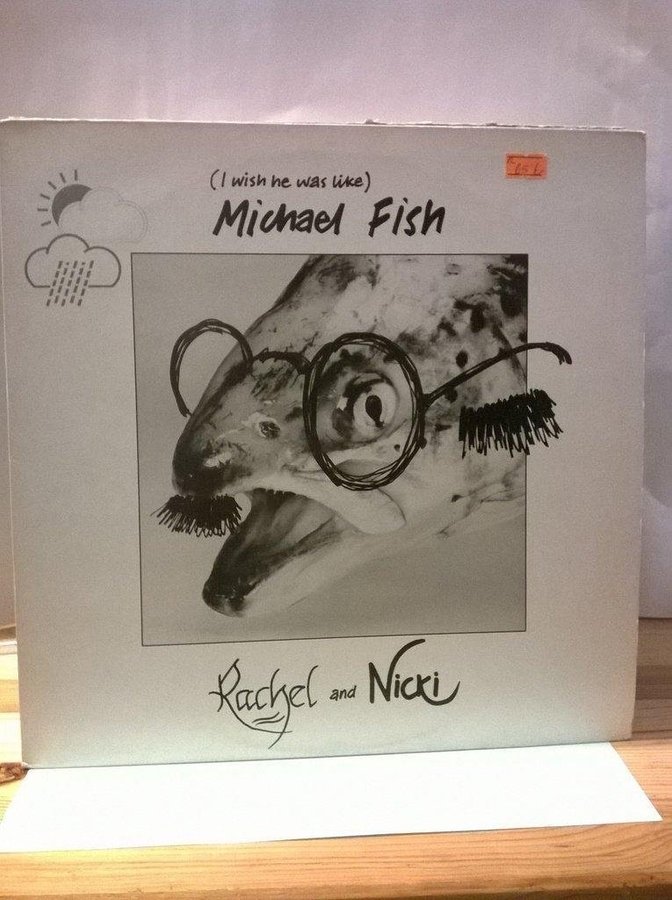 (I wish he was like)
Michael Fish
Rachel and Nicki